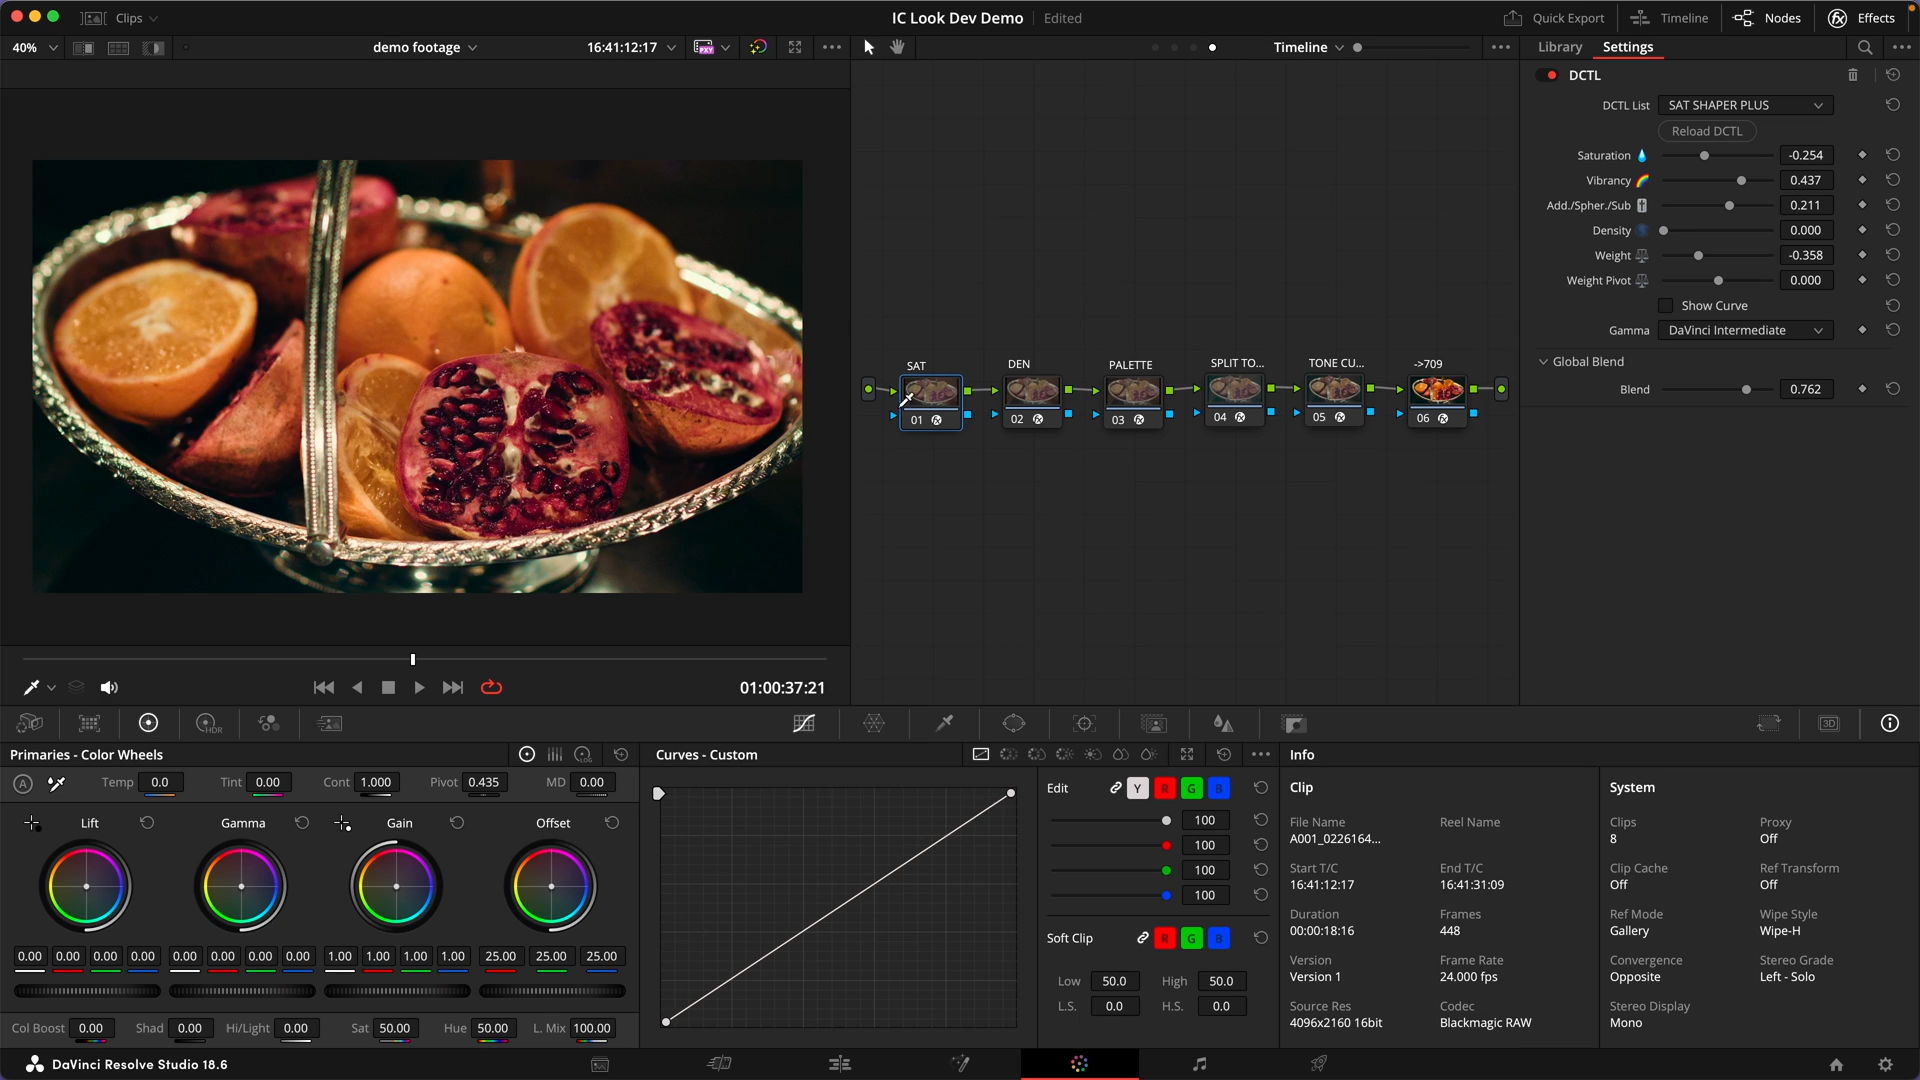 Clips
IC Look Dev Demo
Edited
Quick Export
Timeline
Nodes
Effects
40%
demo footage
16:41:12:17
PXY
Timeline
Library
Settings
DCTL
DCTL List
SAT SHAPER PLUS
Reload DCTL
Saturation
-0.254
Vibrancy
0.437
Add./Spher./Sub
0.211
Density
0.000
Weight
-0.358
Weight Pivot
0.000
Show Curve
Gamma
DaVinci Intermediate
Global Blend
Blend
0.762
SAT
DEN
PALETTE
SPLIT TO...
TONE CU...
->709
01
02
03
04
05
06
01:00:37:21
HDR
3D
Primaries - Color Wheels
LOG
Curves - Custom
Info
A
Temp
0.0
Tint
0.00
Cont
1.000
Pivot
0.435
MD
0.00
Lift
Gamma
Gain
Offset
0.00 0.00 0.00 0.00
0.00 0.00 0.00 0.00
1.00 1.00 1.00 1.00
25.00 25.00 25.00
Col Boost
0.00
Shad
0.00
Hi/Light
0.00
Sat
50.00
Hue
50.00
L. Mix
100.00
Edit
Y R G B
100
100
100
100
Soft Clip
R G B
Low
50.0
High
50.0
L.S.
0.0
H.S.
0.0
Clip
File Name
A001_0226164...
Reel Name
Start T/C
16:41:12:17
End T/C
16:41:31:09
Duration
00:00:18:16
Frames
448
Version
Version 1
Frame Rate
24.000 fps
Source Res
4096x2160 16bit
Codec
Blackmagic RAW
System
Clips
8
Proxy
Off
Clip Cache
Off
Ref Transform
Off
Ref Mode
Gallery
Wipe Style
Wipe-H
Convergence
Opposite
Stereo Grade
Left - Solo
Stereo Display
Mono
DaVinci Resolve Studio 18.6